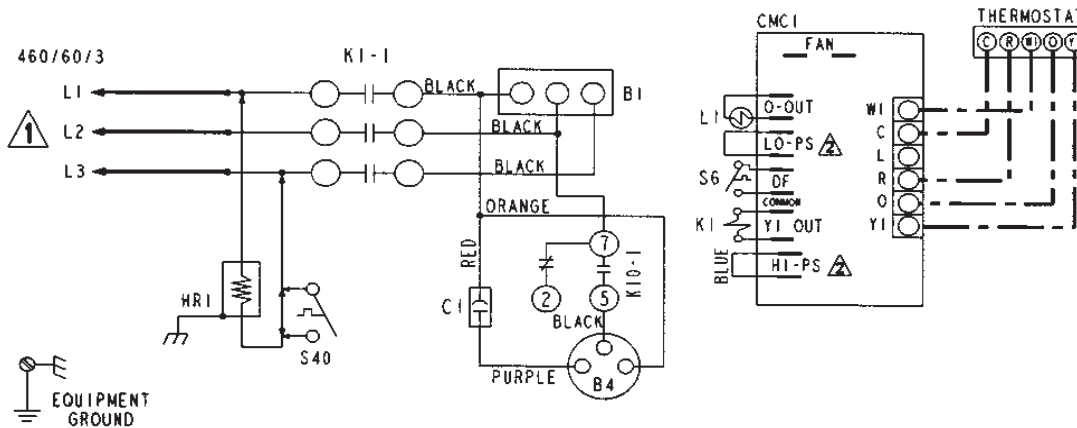 460/60/3
K1-1
L1
L2
L3
1
BLACK
BLACK
BLACK
B1
ORANGE
RED
7
2
5
K10-1
BLACK
C1
PURPLE
B4
HR1
S40
EQUIPMENT
GROUND
CMC1
FAN
L1
O-OUT
LO-PS 2
S6
DF
COMMON
K1
Y1 OUT
BLUE
HI-PS 2
W1
C
L
R
O
Y1
THERMOSTAT
C R W1 O Y